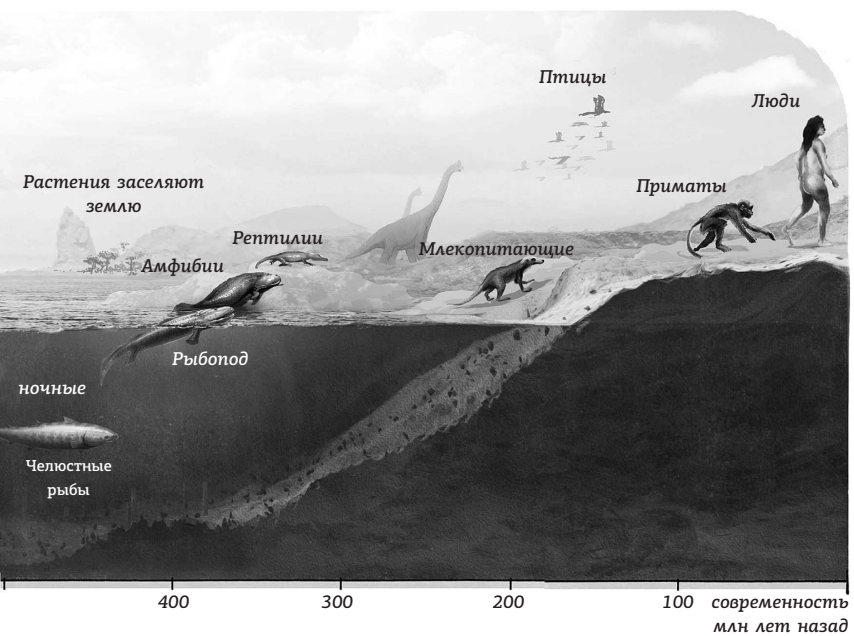 Птицы
Люди
Растения заселяют
землю
Приматы
Рептилии
Млекопитающие
Амфибии
Рыбопод
ночные
Челюстные
рыбы
400
300
200
100
современность
млн лет назад